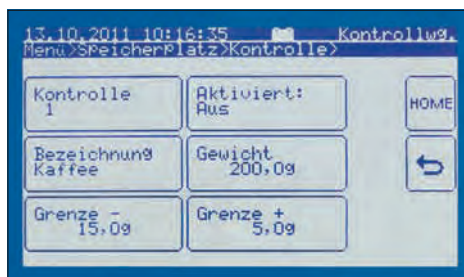 13.10.2011 10:16:35 Kontrollwg.
Menü>Speicherplatz>Kontrolle>
Kontrolle
1
Aktiviert:
Aus
HOME
Bezeichnung
Kaffee
Gewicht
200,0g
Grenze -
15,0g
Grenze +
5,0g